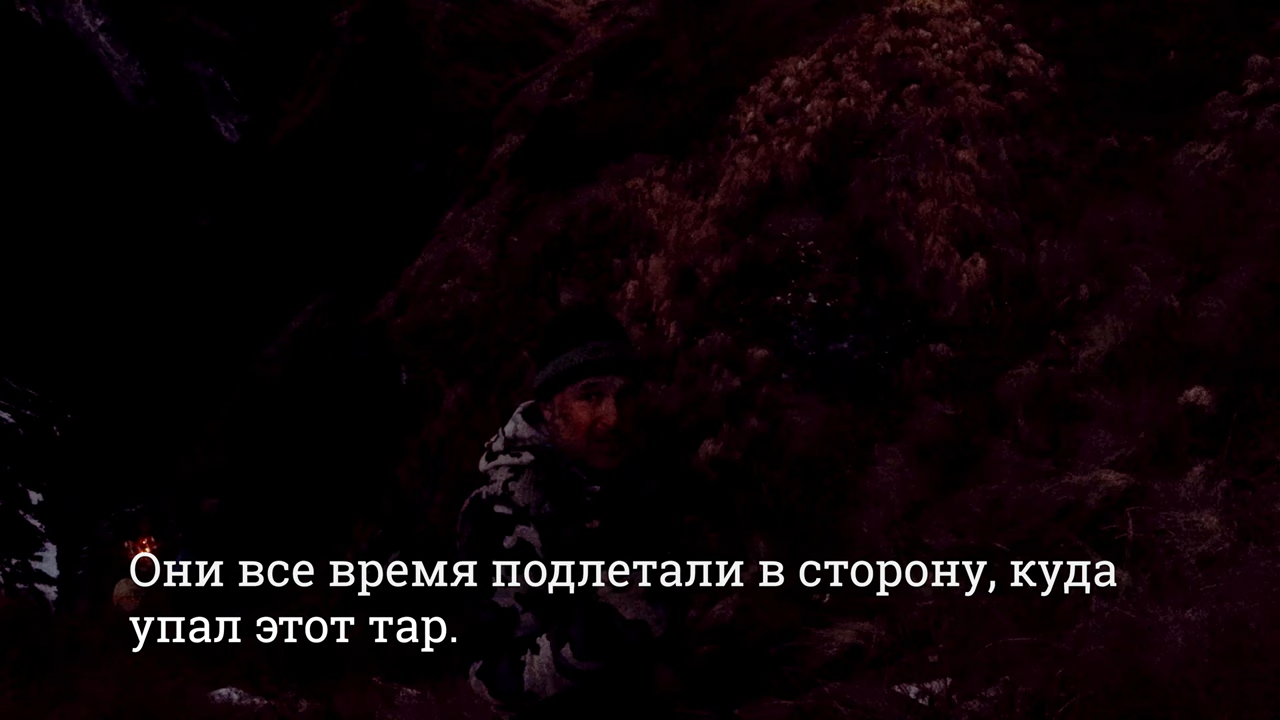 Они все время подлетали в сторону, куда
упал этот тар.